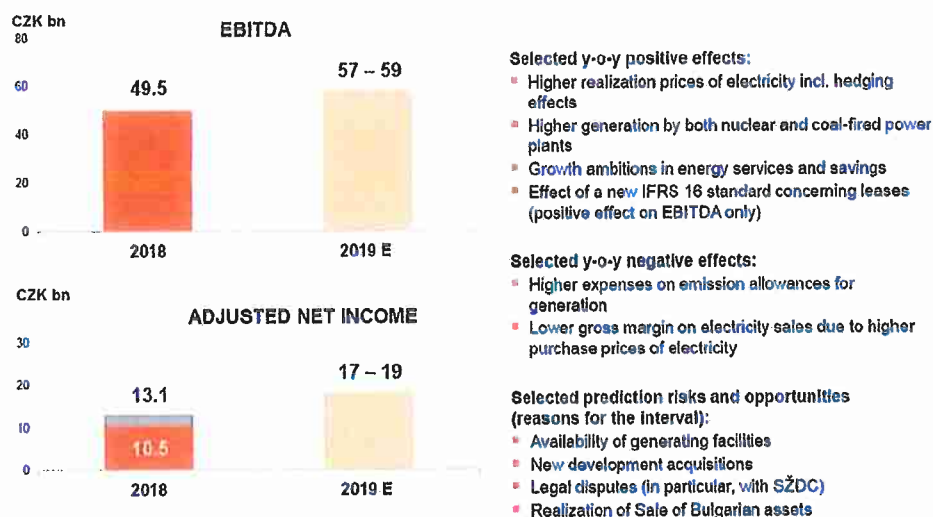 CZK bn
EBITDA
80
60
40
20
0
49.5
57 – 59
2018
2019 E
CZK bn
ADJUSTED NET INCOME
30
20
10
0
13.1
10.5
17 – 19
2018
2019 E
Selected y-o-y positive effects:
Higher realization prices of electricity incl. hedging
effects
Higher generation by both nuclear and coal-fired power
plants
Growth ambitions in energy services and savings
Effect of a new IFRS 16 standard concerning leases
(positive effect on EBITDA only)
Selected y-o-y negative effects:
Higher expenses on emission allowances for
generation
Lower gross margin on electricity sales due to higher
purchase prices of electricity
Selected prediction risks and opportunities
(reasons for the interval):
Availability of generating facilities
New development acquisitions
Legal disputes (in particular, with SŽDC)
Realization of Sale of Bulgarian assets